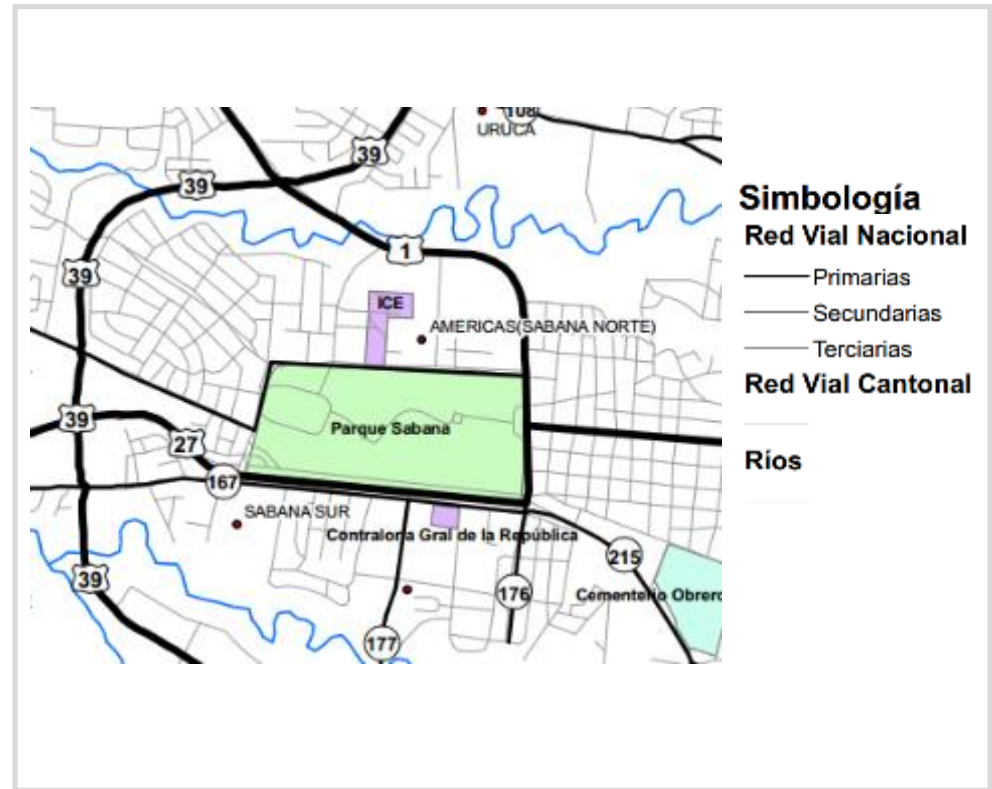 108
URUCA
39
39
1
39
ICE
AMERICAS(SABANA NORTE)
Parque Sabana
39
27
167
SABANA SUR
Contraloria Gral de la República
215
39
176
Cementerio Obrero
177
Simbología
Red Vial Nacional
Primarias
Secundarias
Terciarias
Red Vial Cantonal
Ríos